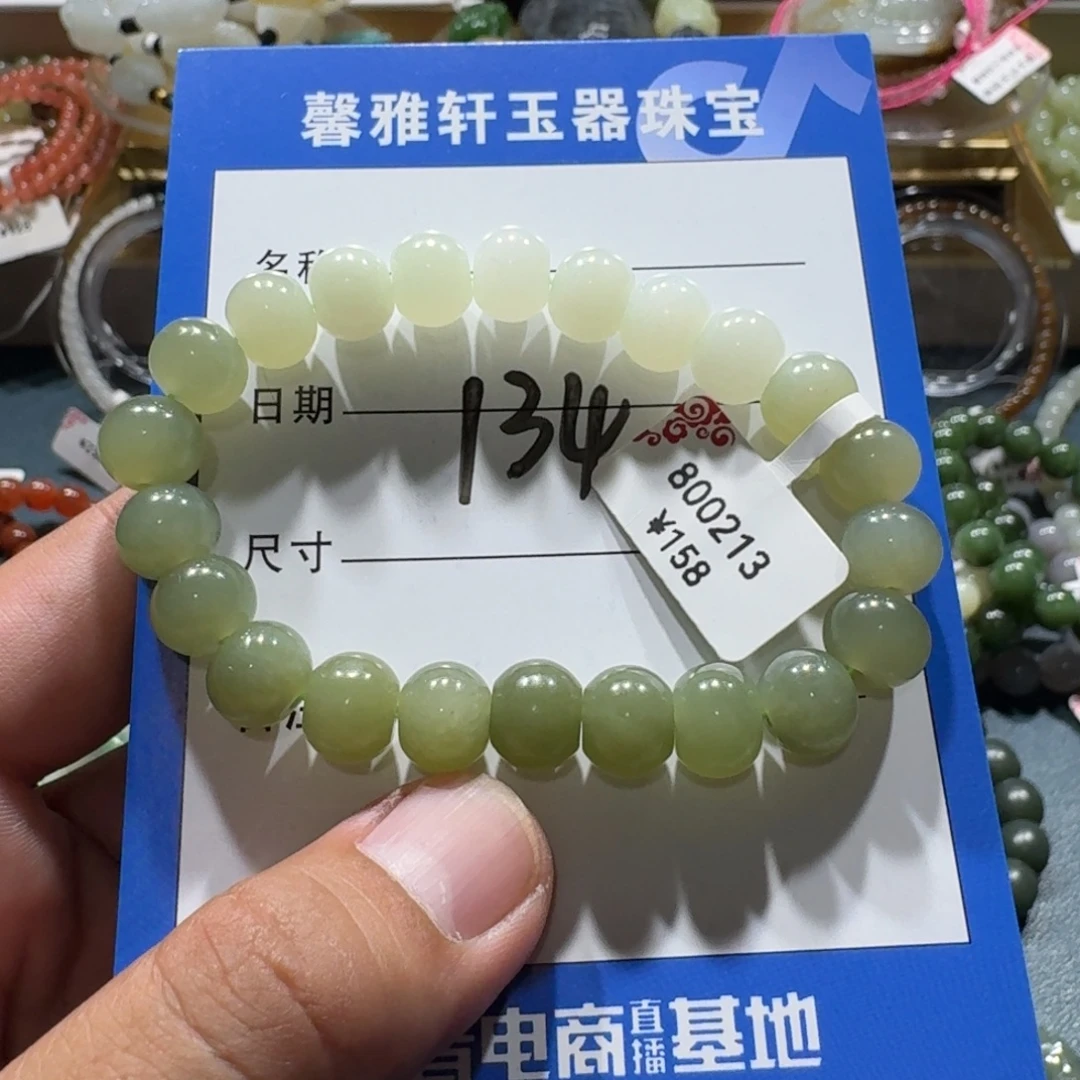 馨雅轩玉器珠宝
名称
日期
134
尺寸
800213
¥158
电商直播基地